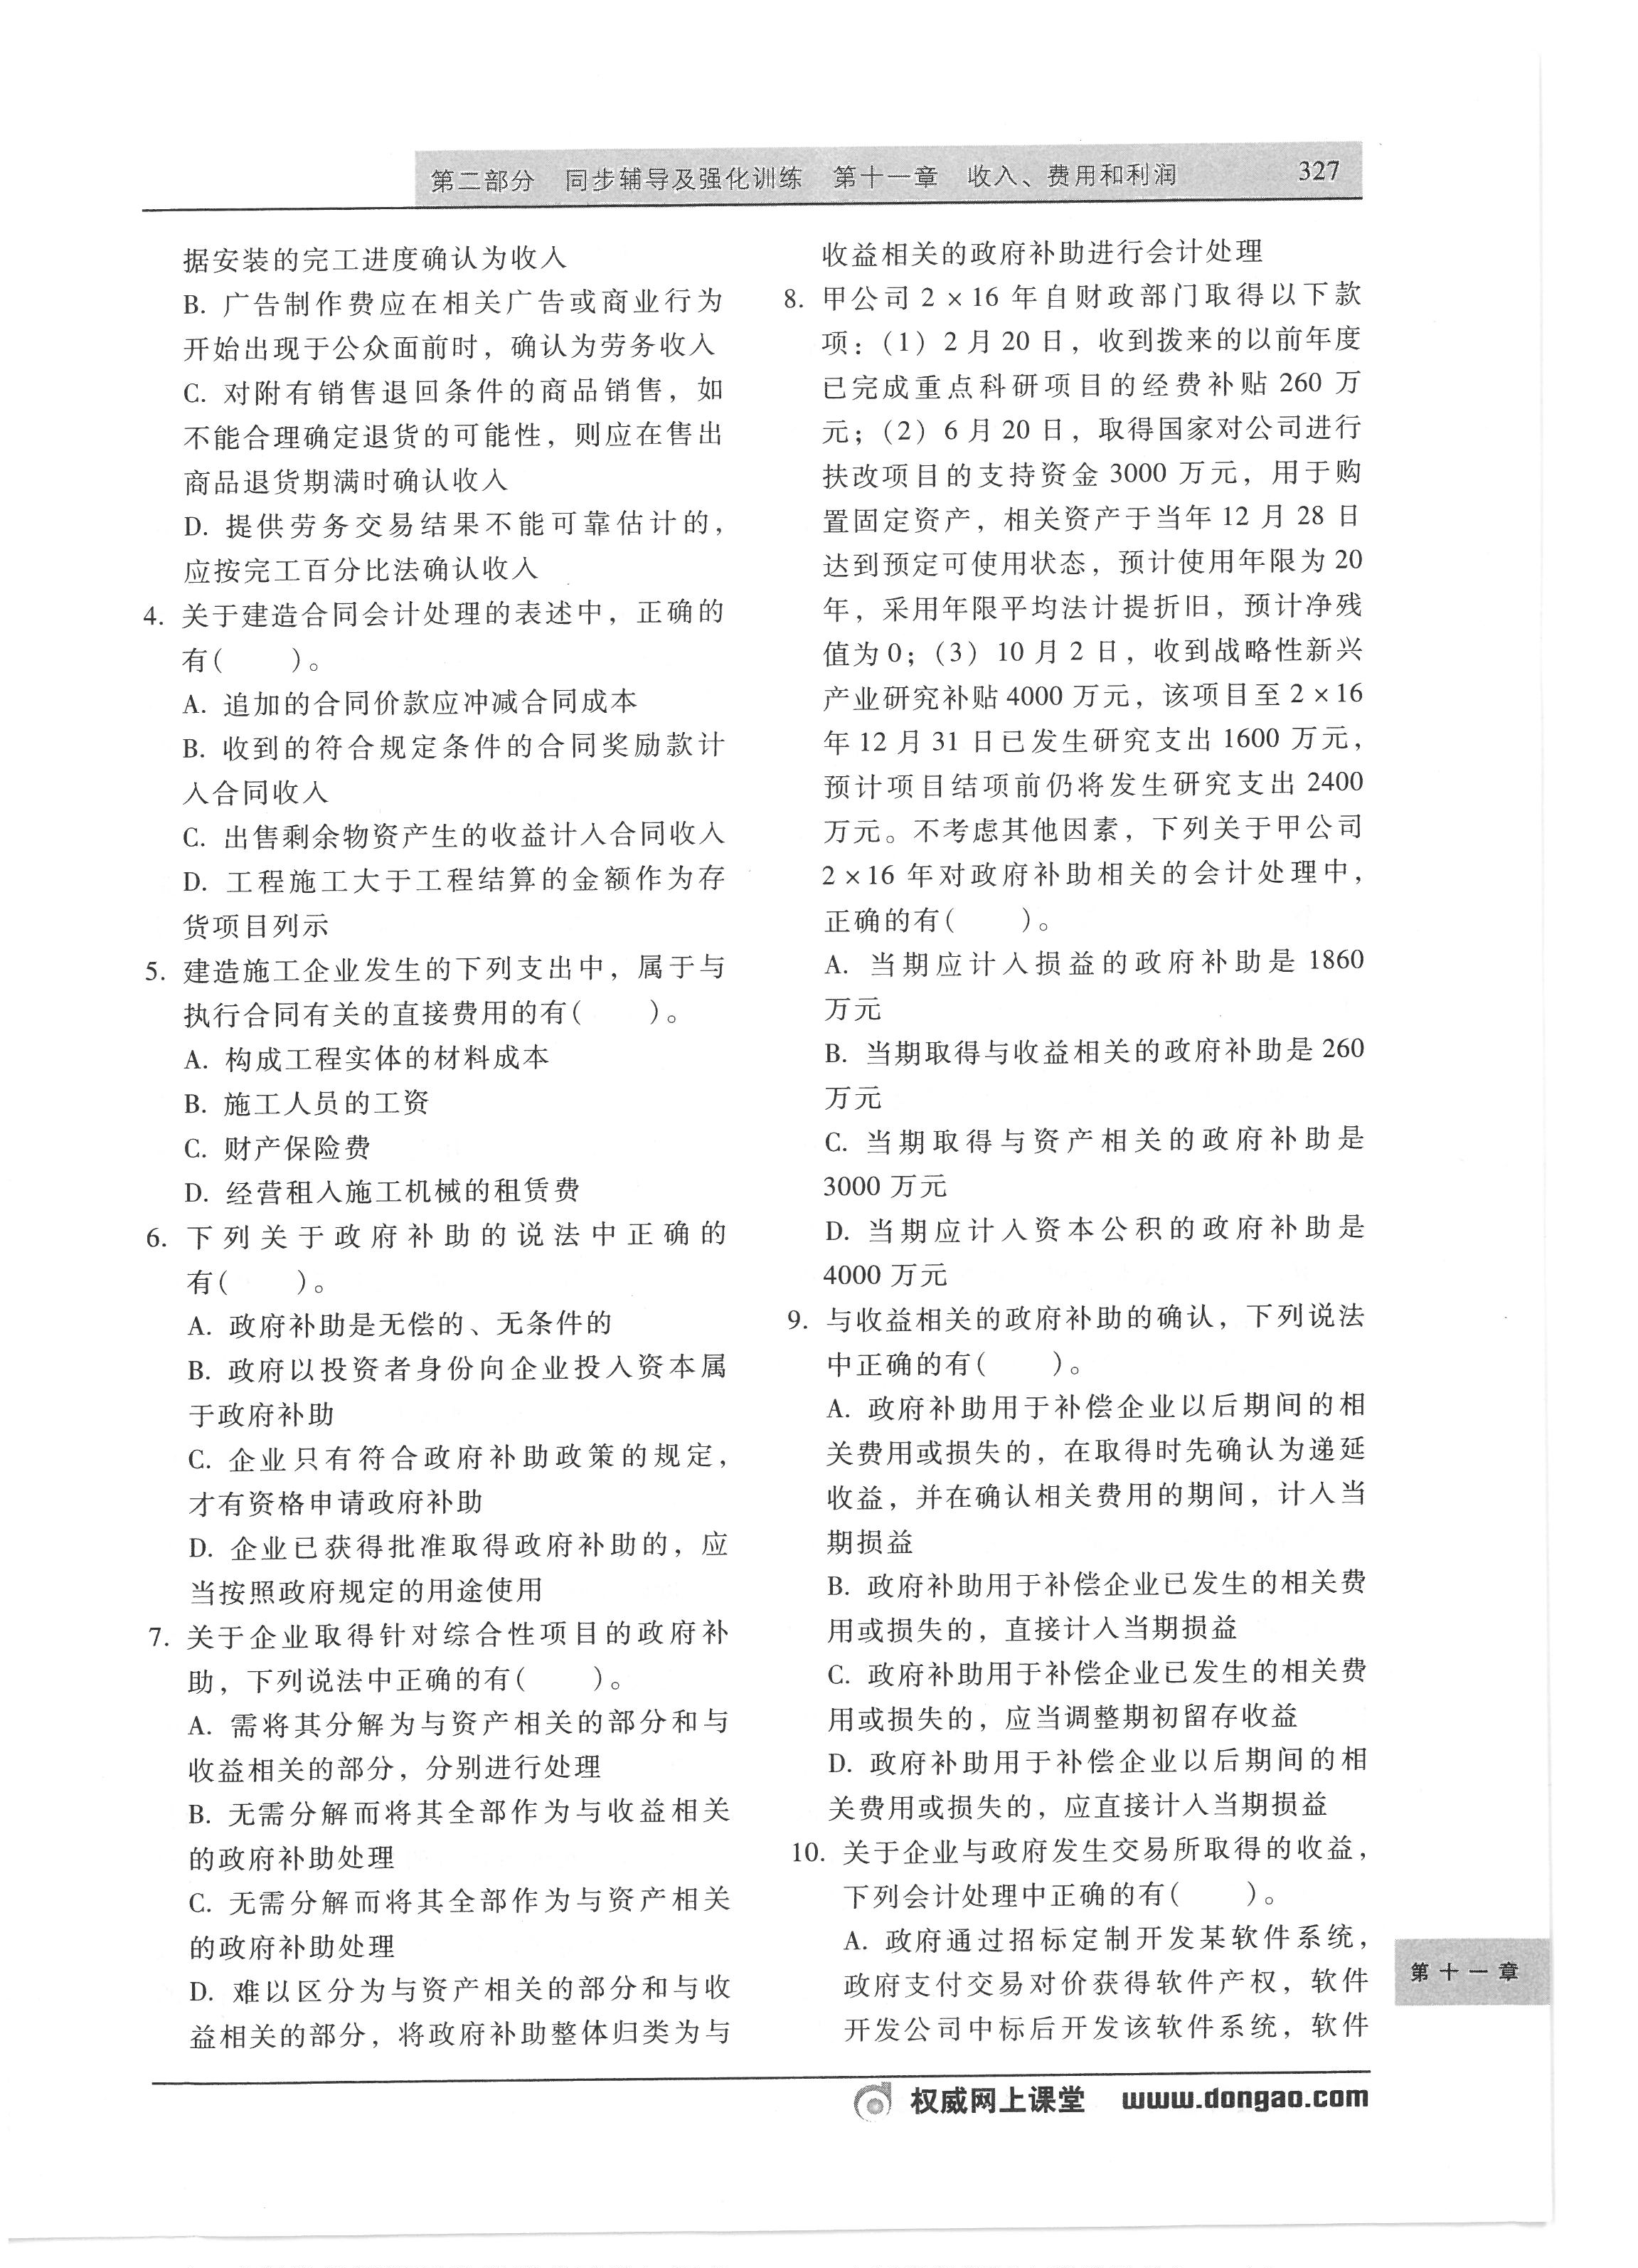 第二部分 同步辅导及强化训练 第十一章 收入、费用和利润 327
据安装的完工进度确认为收入
B. 广告制作费应在相关广告或商业行为
开始出现于公众面前时，确认为劳务收入
C. 对附有销售退回条件的商品销售，如
不能合理确定退货的可能性，则应在售出
商品退货期满时确认收入
D. 提供劳务交易结果不能可靠估计的，
应按完工百分比法确认收入
4. 关于建造合同会计处理的表述中，正确的
有(　　)。
A. 追加的合同价款应冲减合同成本
B. 收到的符合规定条件的合同奖励款计
入合同收入
C. 出售剩余物资产生的收益计入合同收入
D. 工程施工大于工程结算的金额作为存
货项目列示
5. 建造施工企业发生的下列支出中，属于与
执行合同有关的直接费用的有(　　)。
A. 构成工程实体的材料成本
B. 施工人员的工资
C. 财产保险费
D. 经营租入施工机械的租赁费
6. 下列关于政府补助的说法中正确的
有(　　)。
A. 政府补助是无偿的、无条件的
B. 政府以投资者身份向企业投入资本属
于政府补助
C. 企业只有符合政府补助政策的规定，
才有资格申请政府补助
D. 企业已获得批准取得政府补助的，应
当按照政府规定的用途使用
7. 关于企业取得针对综合性项目的政府补
助，下列说法中正确的有(　　)。
A. 需将其分解为与资产相关的部分和与
收益相关的部分，分别进行处理
B. 无需分解而将其全部作为与收益相关
的政府补助处理
C. 无需分解而将其全部作为与资产相关
的政府补助处理
D. 难以区分为与资产相关的部分和与收
益相关的部分，将政府补助整体归类为与
收益相关的政府补助进行会计处理
8. 甲公司 2×16 年自财政部门取得以下款
项：(1) 2 月 20 日，收到拨来的以前年度
已完成重点科研项目的经费补贴 260 万
元；(2) 6 月 20 日，取得国家对公司进行
扶改项目的支持资金 3000 万元，用于购
置固定资产，相关资产于当年 12 月 28 日
达到预定可使用状态，预计使用年限为 20
年，采用年限平均法计提折旧，预计净残
值为 0；(3) 10 月 2 日，收到战略性新兴
产业研究补贴 4000 万元，该项目至 2×16
年 12 月 31 日已发生研究支出 1600 万元，
预计项目结项前仍将发生研究支出 2400
万元。不考虑其他因素，下列关于甲公司
2×16 年对政府补助相关的会计处理中，
正确的有(　　)。
A. 当期应计入损益的政府补助是 1860
万元
B. 当期取得与收益相关的政府补助是 260
万元
C. 当期取得与资产相关的政府补助是
3000 万元
D. 当期应计入资本公积的政府补助是
4000 万元
9. 与收益相关的政府补助的确认，下列说法
中正确的有(　　)。
A. 政府补助用于补偿企业以后期间的相
关费用或损失的，在取得时先确认为递延
收益，并在确认相关费用的期间，计入当
期损益
B. 政府补助用于补偿企业已发生的相关费
用或损失的，直接计入当期损益
C. 政府补助用于补偿企业已发生的相关费
用或损失的，应当调整期初留存收益
D. 政府补助用于补偿企业以后期间的相
关费用或损失的，应直接计入当期损益
10. 关于企业与政府发生交易所取得的收益，
下列会计处理中正确的有(　　)。
A. 政府通过招标定制开发某软件系统，
政府支付交易对价获得软件产权，软件
开发公司中标后开发该软件系统，软件
第十一章
权威网上课堂 www.dongao.com